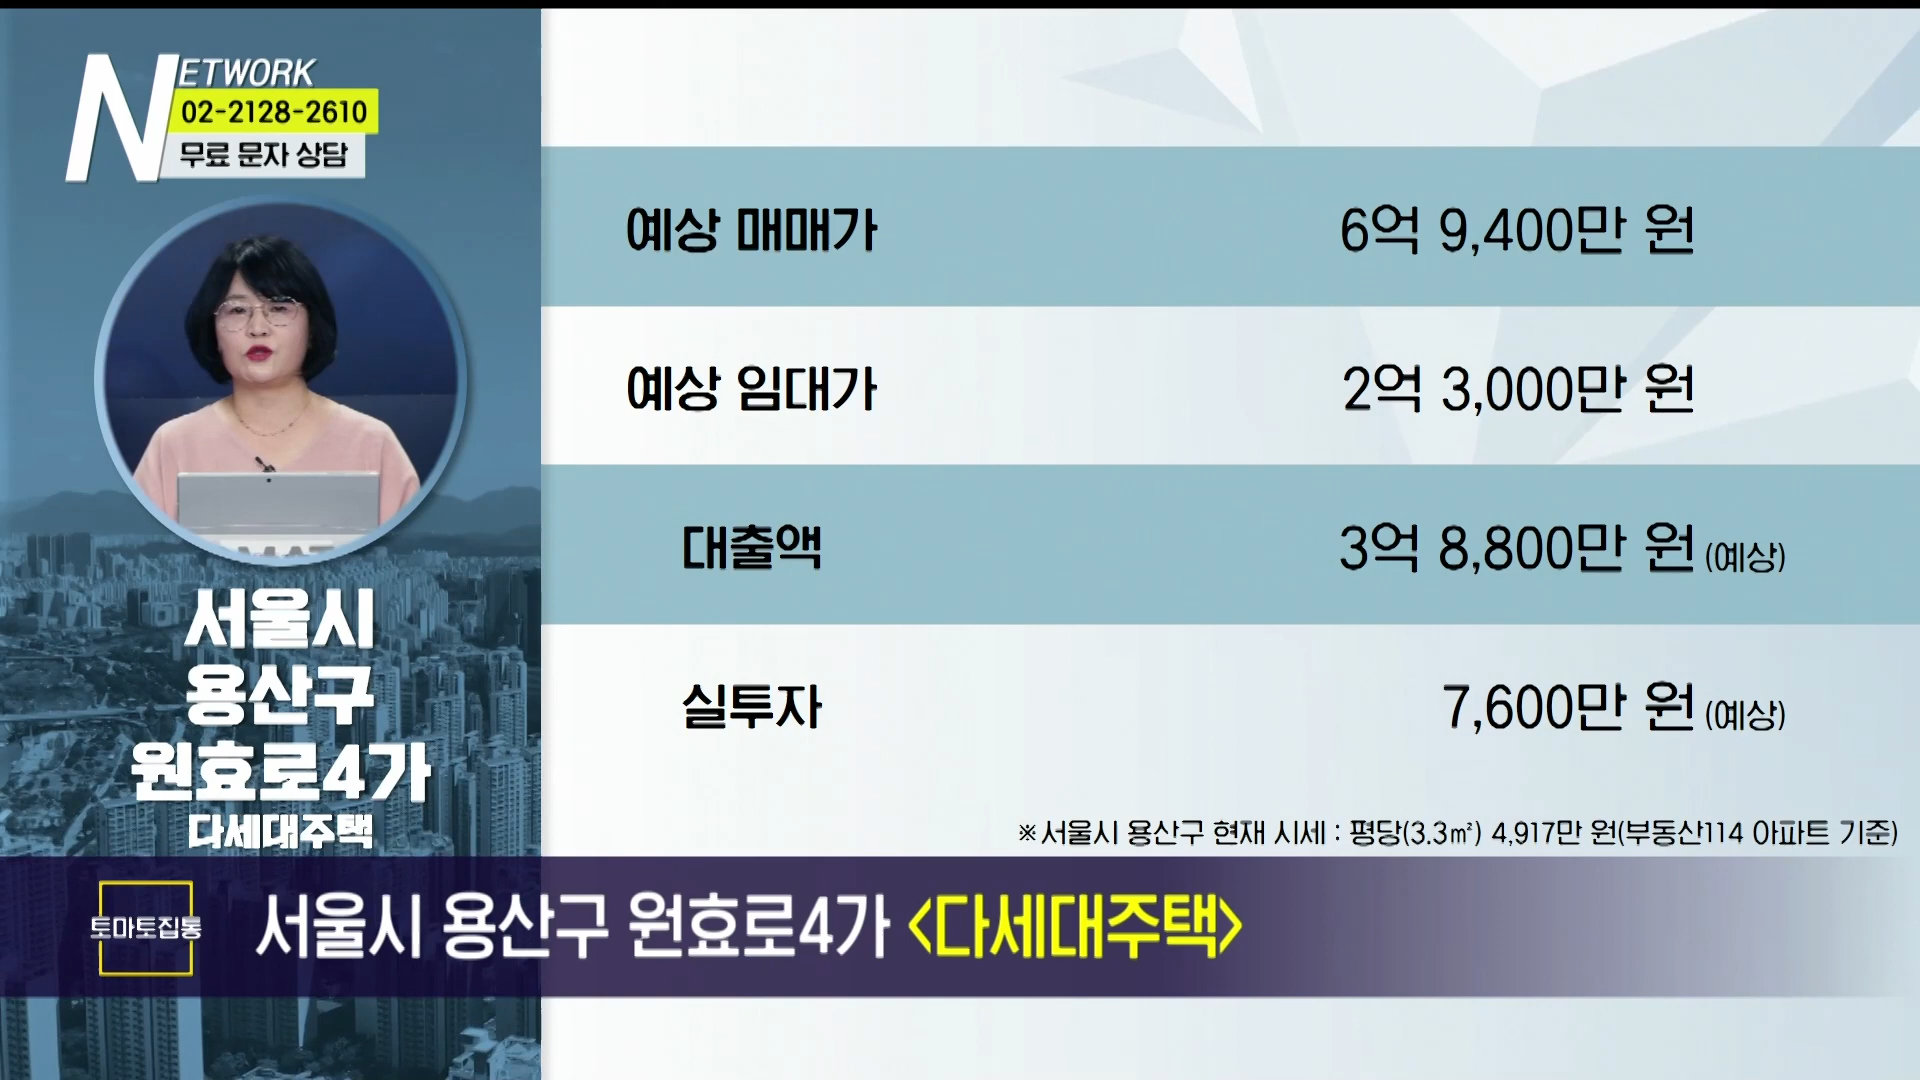 NETWORK
02-2128-2610
무료 문자 상담
서울시
용산구
원효로4가
다세대주택
예상 매매가 6억 9,400만 원
예상 임대가 2억 3,000만 원
대출액 3억 8,800만 원 (예상)
실투자 7,600만 원 (예상)
※서울시 용산구 현재 시세 : 평당(3.3㎡) 4,917만 원(부동산114 아파트 기준)
토마토집통
서울시 용산구 원효로4가 <다세대주택>